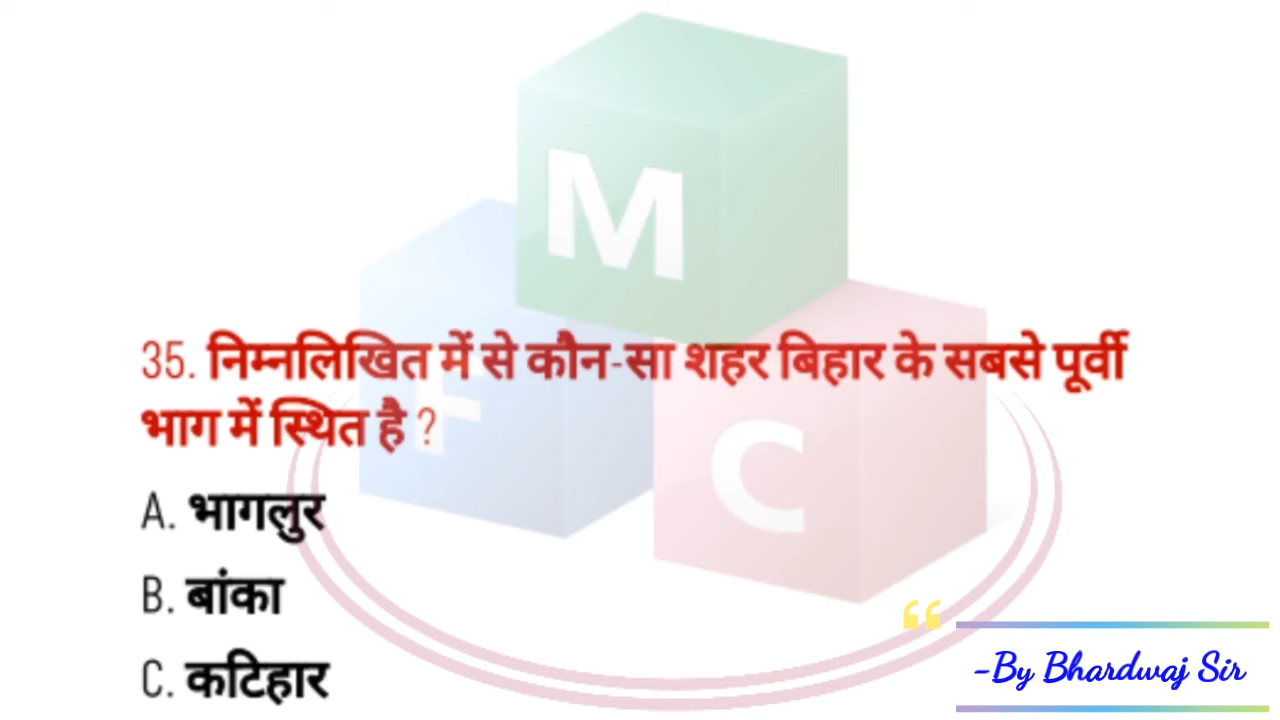 M
F
C
35. निम्नलिखित में से कौन-सा शहर बिहार के सबसे पूर्वी
भाग में स्थित है ?
A. भागलुर
B. बांका
C. कटिहार
-By Bhardwaj Sir